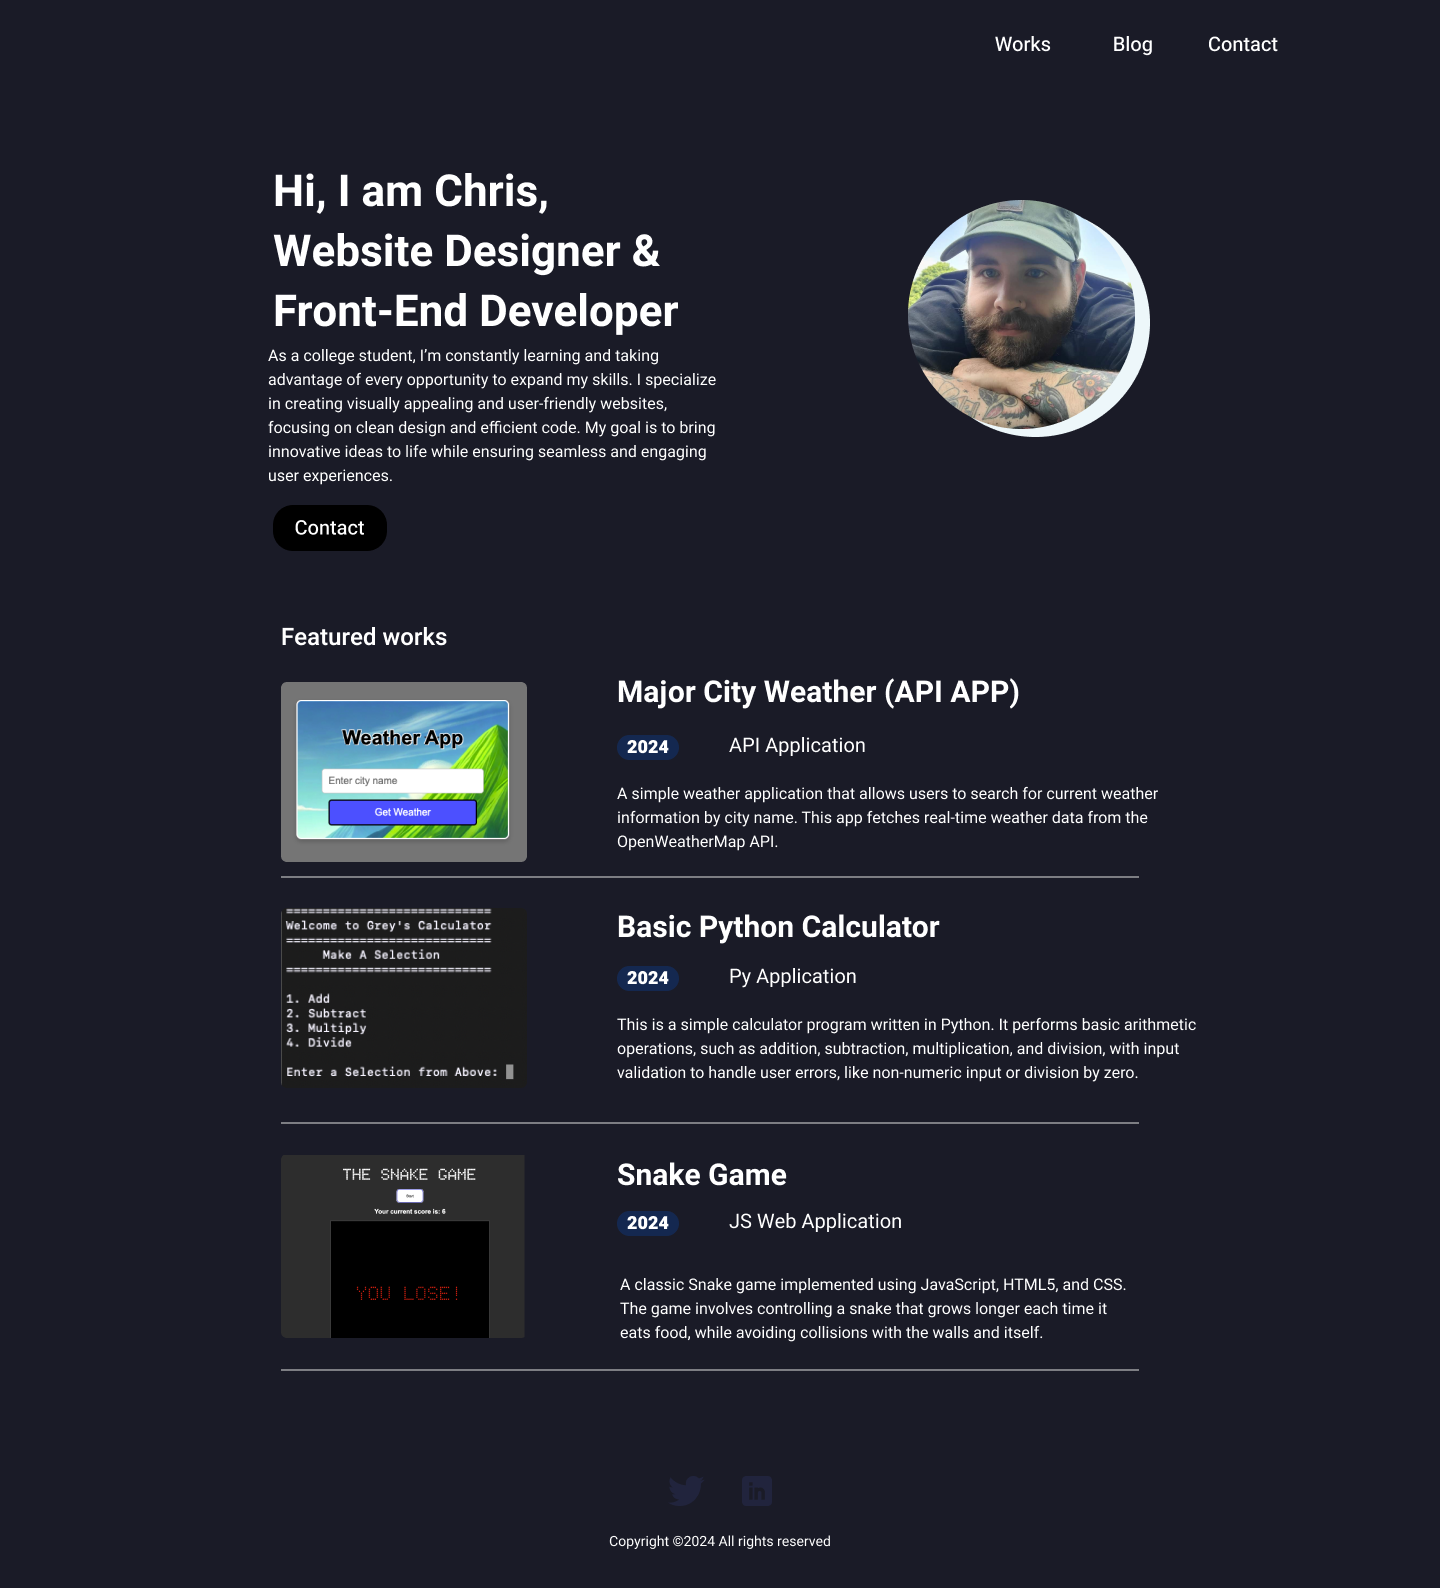 Works Blog Contact
Hi, I am Chris,
Website Designer &
Front-End Developer
As a college student, I’m constantly learning and taking
advantage of every opportunity to expand my skills. I specialize
in creating visually appealing and user-friendly websites,
focusing on clean design and efficient code. My goal is to bring
innovative ideas to life while ensuring seamless and engaging
user experiences.
Contact
Featured works
Weather App
Enter city name
Get Weather
Major City Weather (API APP)
2024 API Application
A simple weather application that allows users to search for current weather
information by city name. This app fetches real-time weather data from the
OpenWeatherMap API.
============================
Welcome to Grey's Calculator
============================
Make A Selection
============================
1. Add
2. Subtract
3. Multiply
4. Divide
Enter a Selection from Above:
Basic Python Calculator
2024 Py Application
This is a simple calculator program written in Python. It performs basic arithmetic
operations, such as addition, subtraction, multiplication, and division, with input
validation to handle user errors, like non-numeric input or division by zero.
THE SNAKE GAME
Start
Your current score is: 6
YOU LOSE!
Snake Game
2024 JS Web Application
A classic Snake game implemented using JavaScript, HTML5, and CSS.
The game involves controlling a snake that grows longer each time it
eats food, while avoiding collisions with the walls and itself.
in
Copyright ©2024 All rights reserved